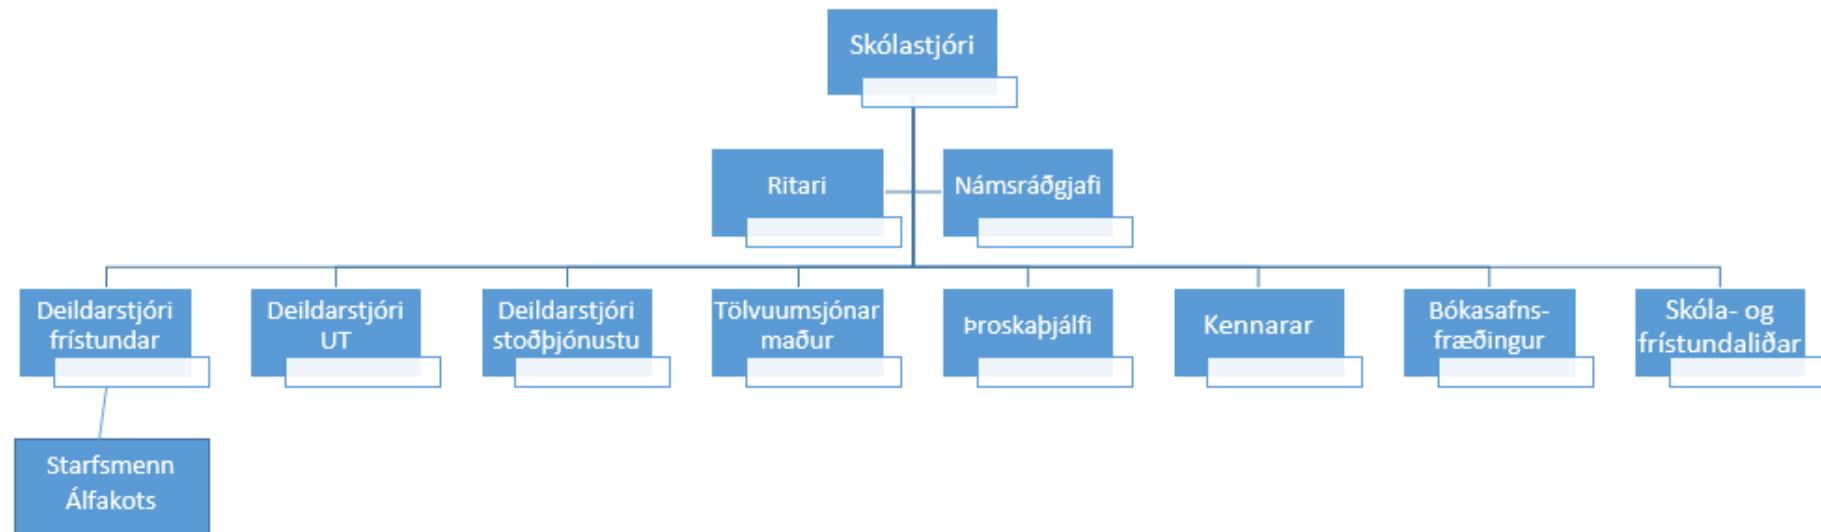 Skólastjóri
Ritari
Námsráðgjafi
Deildarstjóri
frístundar
Deildarstjóri
UT
Deildarstjóri
stoðþjónustu
Tölvuumsjónar
maður
Þroskaþjálfi
Kennarar
Bókasafns-
fræðingur
Skóla- og
frístundaliðar
Starfsmenn
Álfakots